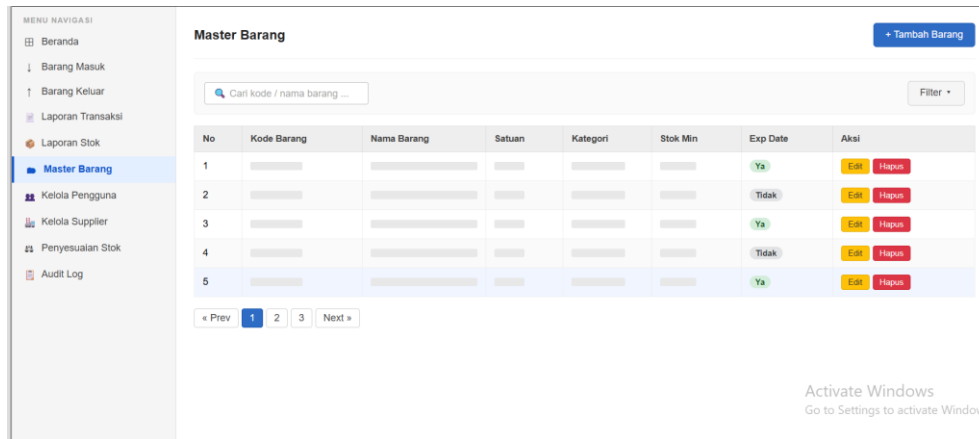 MENU NAVIGASI
Beranda
Barang Masuk
Barang Keluar
Laporan Transaksi
Laporan Stok
Master Barang
Kelola Pengguna
Kelola Supplier
Penyesuaian Stok
Audit Log
Master Barang
+ Tambah Barang
Cari kode / nama barang ...
Filter
No Kode Barang Nama Barang Satuan Kategori Stok Min Exp Date Aksi
1 Ya Edit Hapus
2 Tidak Edit Hapus
3 Ya Edit Hapus
4 Tidak Edit Hapus
5 Ya Edit Hapus
« Prev 1 2 3 Next »
Activate Windows
Go to Settings to activate Window